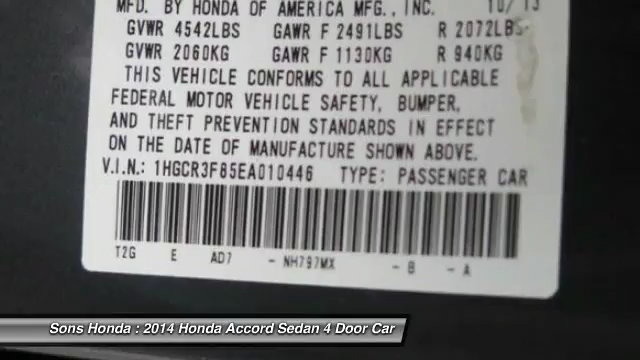 MFD. BY HONDA OF AMERICA MFG., INC. 10/13
GVWR 4542LBS GAWR F 2491LBS R 2072LBS
GVWR 2060KG GAWR F 1130KG R 940KG
THIS VEHICLE CONFORMS TO ALL APPLICABLE
FEDERAL MOTOR VEHICLE SAFETY, BUMPER,
AND THEFT PREVENTION STANDARDS IN EFFECT
ON THE DATE OF MANUFACTURE SHOWN ABOVE.
V.I.N.: 1HGCR3F85EA010446 TYPE: PASSENGER CAR
T2G E AD7 - NH797MX - B - A
Sons Honda : 2014 Honda Accord Sedan 4 Door Car